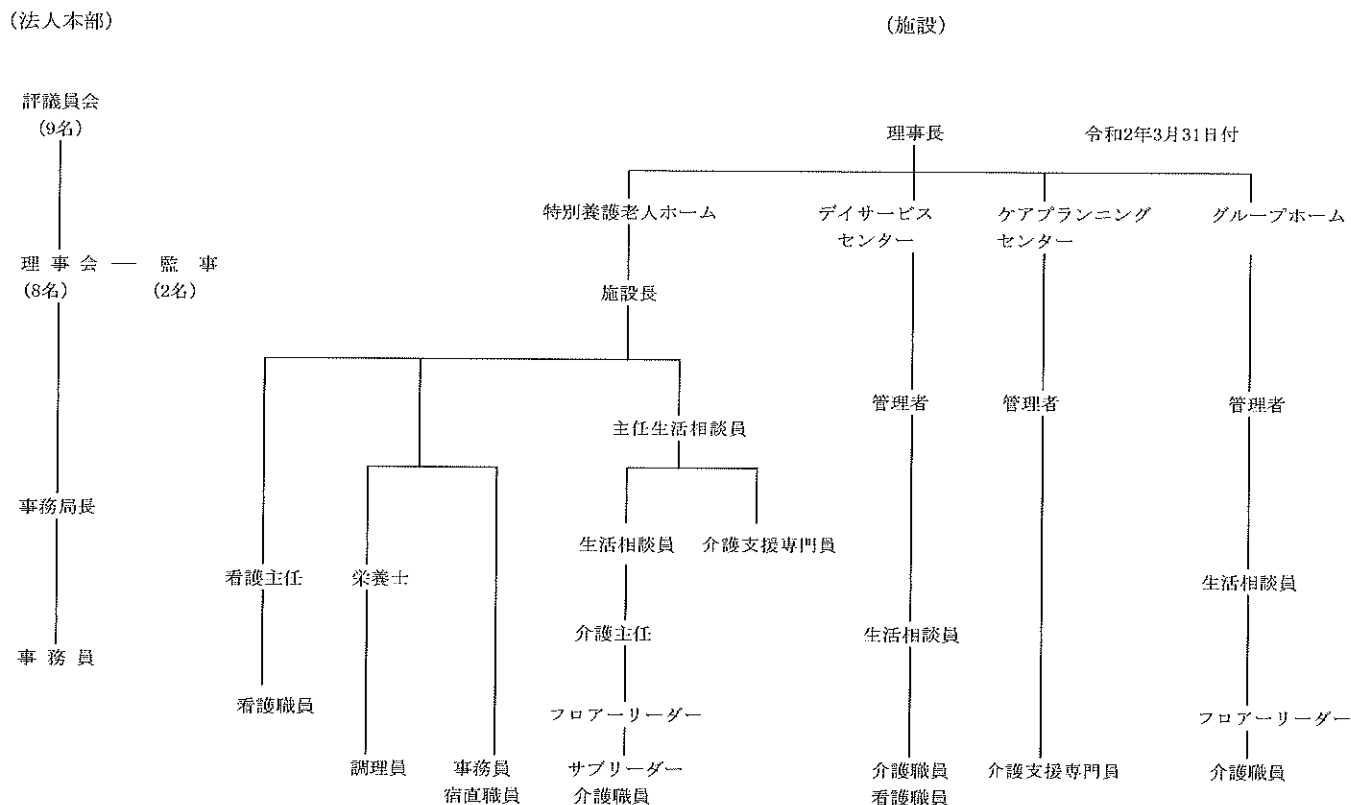 (法人本部)
(施設)
評議員会
(9名)
理事長
令和2年3月31日付
特別養護老人ホーム
デイサービス
センター
ケアプランニング
センター
グループホーム
理事会 ― 監事
(8名) (2名)
施設長
管理者
管理者
管理者
主任生活相談員
事務局長
生活相談員
介護支援専門員
看護主任
栄養士
生活相談員
介護主任
生活相談員
事務員
看護職員
フロアーリーダー
フロアーリーダー
調理員
事務員
宿直職員
サブリーダー
介護職員
介護職員
看護職員
介護支援専門員
介護職員